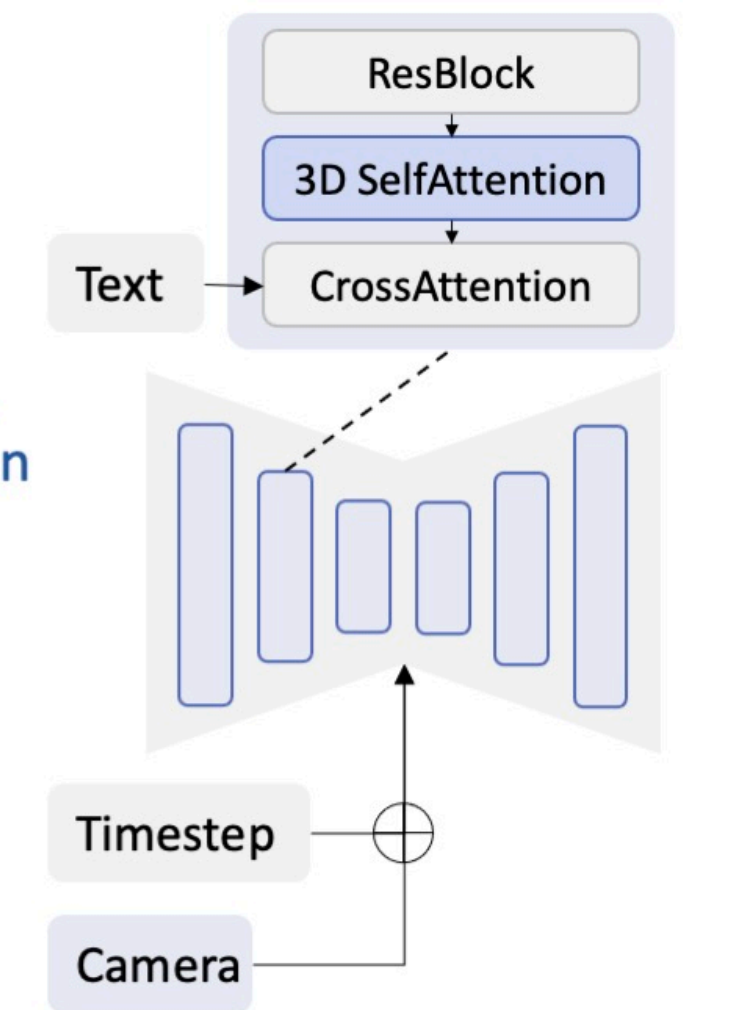 ResBlock
3D SelfAttention
Text
CrossAttention
n
Timestep
Camera